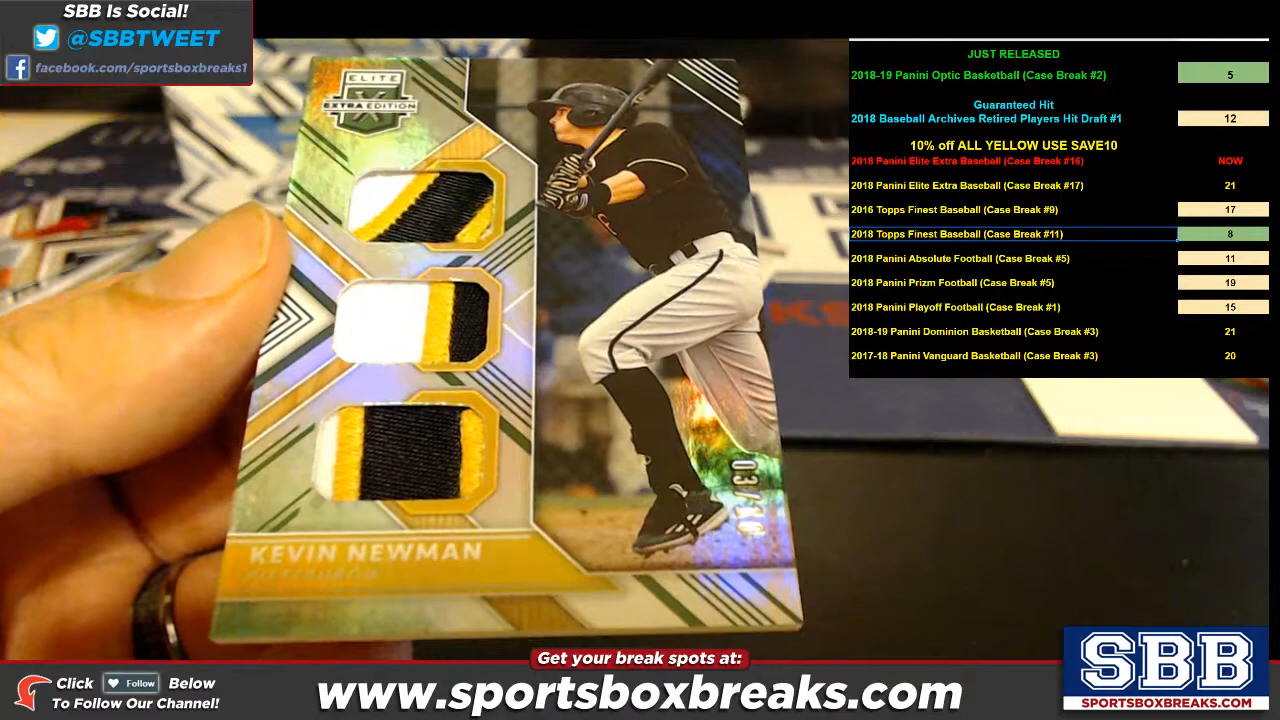 SBB Is Social!
@SBBTWEET
facebook.com/sportsboxbreaks1
ELITE
EXTRA EDITION
KEVIN NEWMAN
PITTSBURGH
JUST RELEASED
2018-19 Panini Optic Basketball (Case Break #2) 5
Guaranteed Hit
2018 Baseball Archives Retired Players Hit Draft #1 12
10% off ALL YELLOW USE SAVE10
2018 Panini Elite Extra Baseball (Case Break #16) NOW
2018 Panini Elite Extra Baseball (Case Break #17) 21
2016 Topps Finest Baseball (Case Break #9) 17
2018 Topps Finest Baseball (Case Break #11) 8
2018 Panini Absolute Football (Case Break #5) 11
2018 Panini Prizm Football (Case Break #5) 19
2018 Panini Playoff Football (Case Break #1) 15
2018-19 Panini Dominion Basketball (Case Break #3) 21
2017-18 Panini Vanguard Basketball (Case Break #3) 20
Get your break spots at:
Click Follow Below
To Follow Our Channel!
www.sportsboxbreaks.com
SBB
SPORTSBOXBREAKS.COM